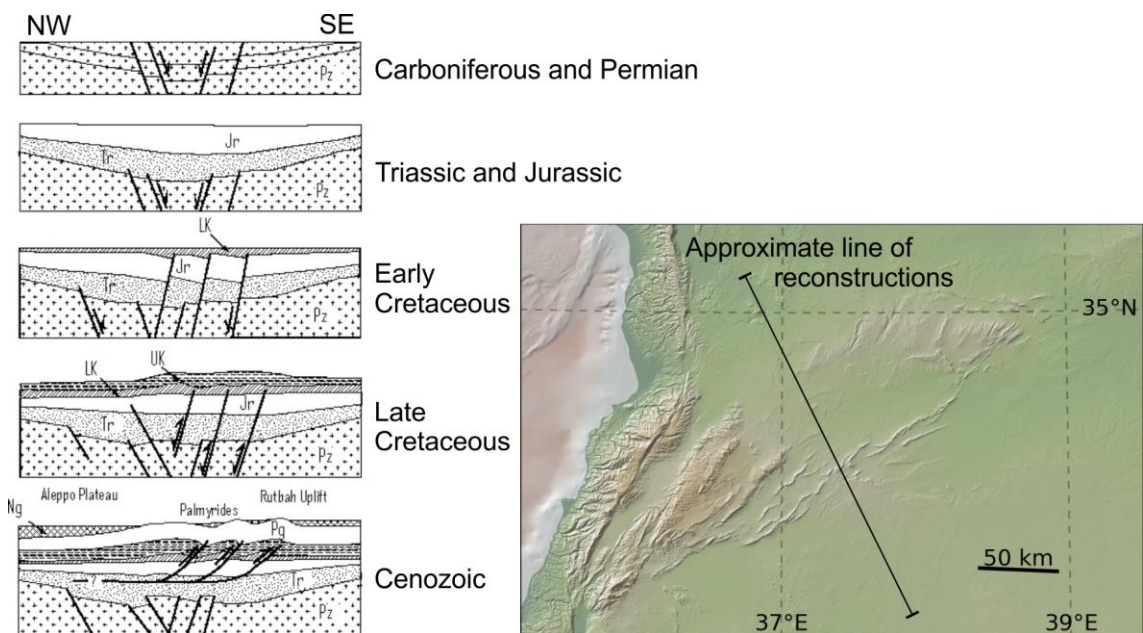 NW
SE
Pz
Carboniferous and Permian
Jr
Tr
Pz
Triassic and Jurassic
LK
Jr
Tr
Pz
Early
Cretaceous
UK
LK
Jr
Tr
Pz
Late
Cretaceous
Aleppo Plateau
Palmyrides
Rutbah Uplift
Ng
Pg
?
Tr
Pz
Cenozoic
Approximate line of
reconstructions
35°N
50 km
37°E
39°E